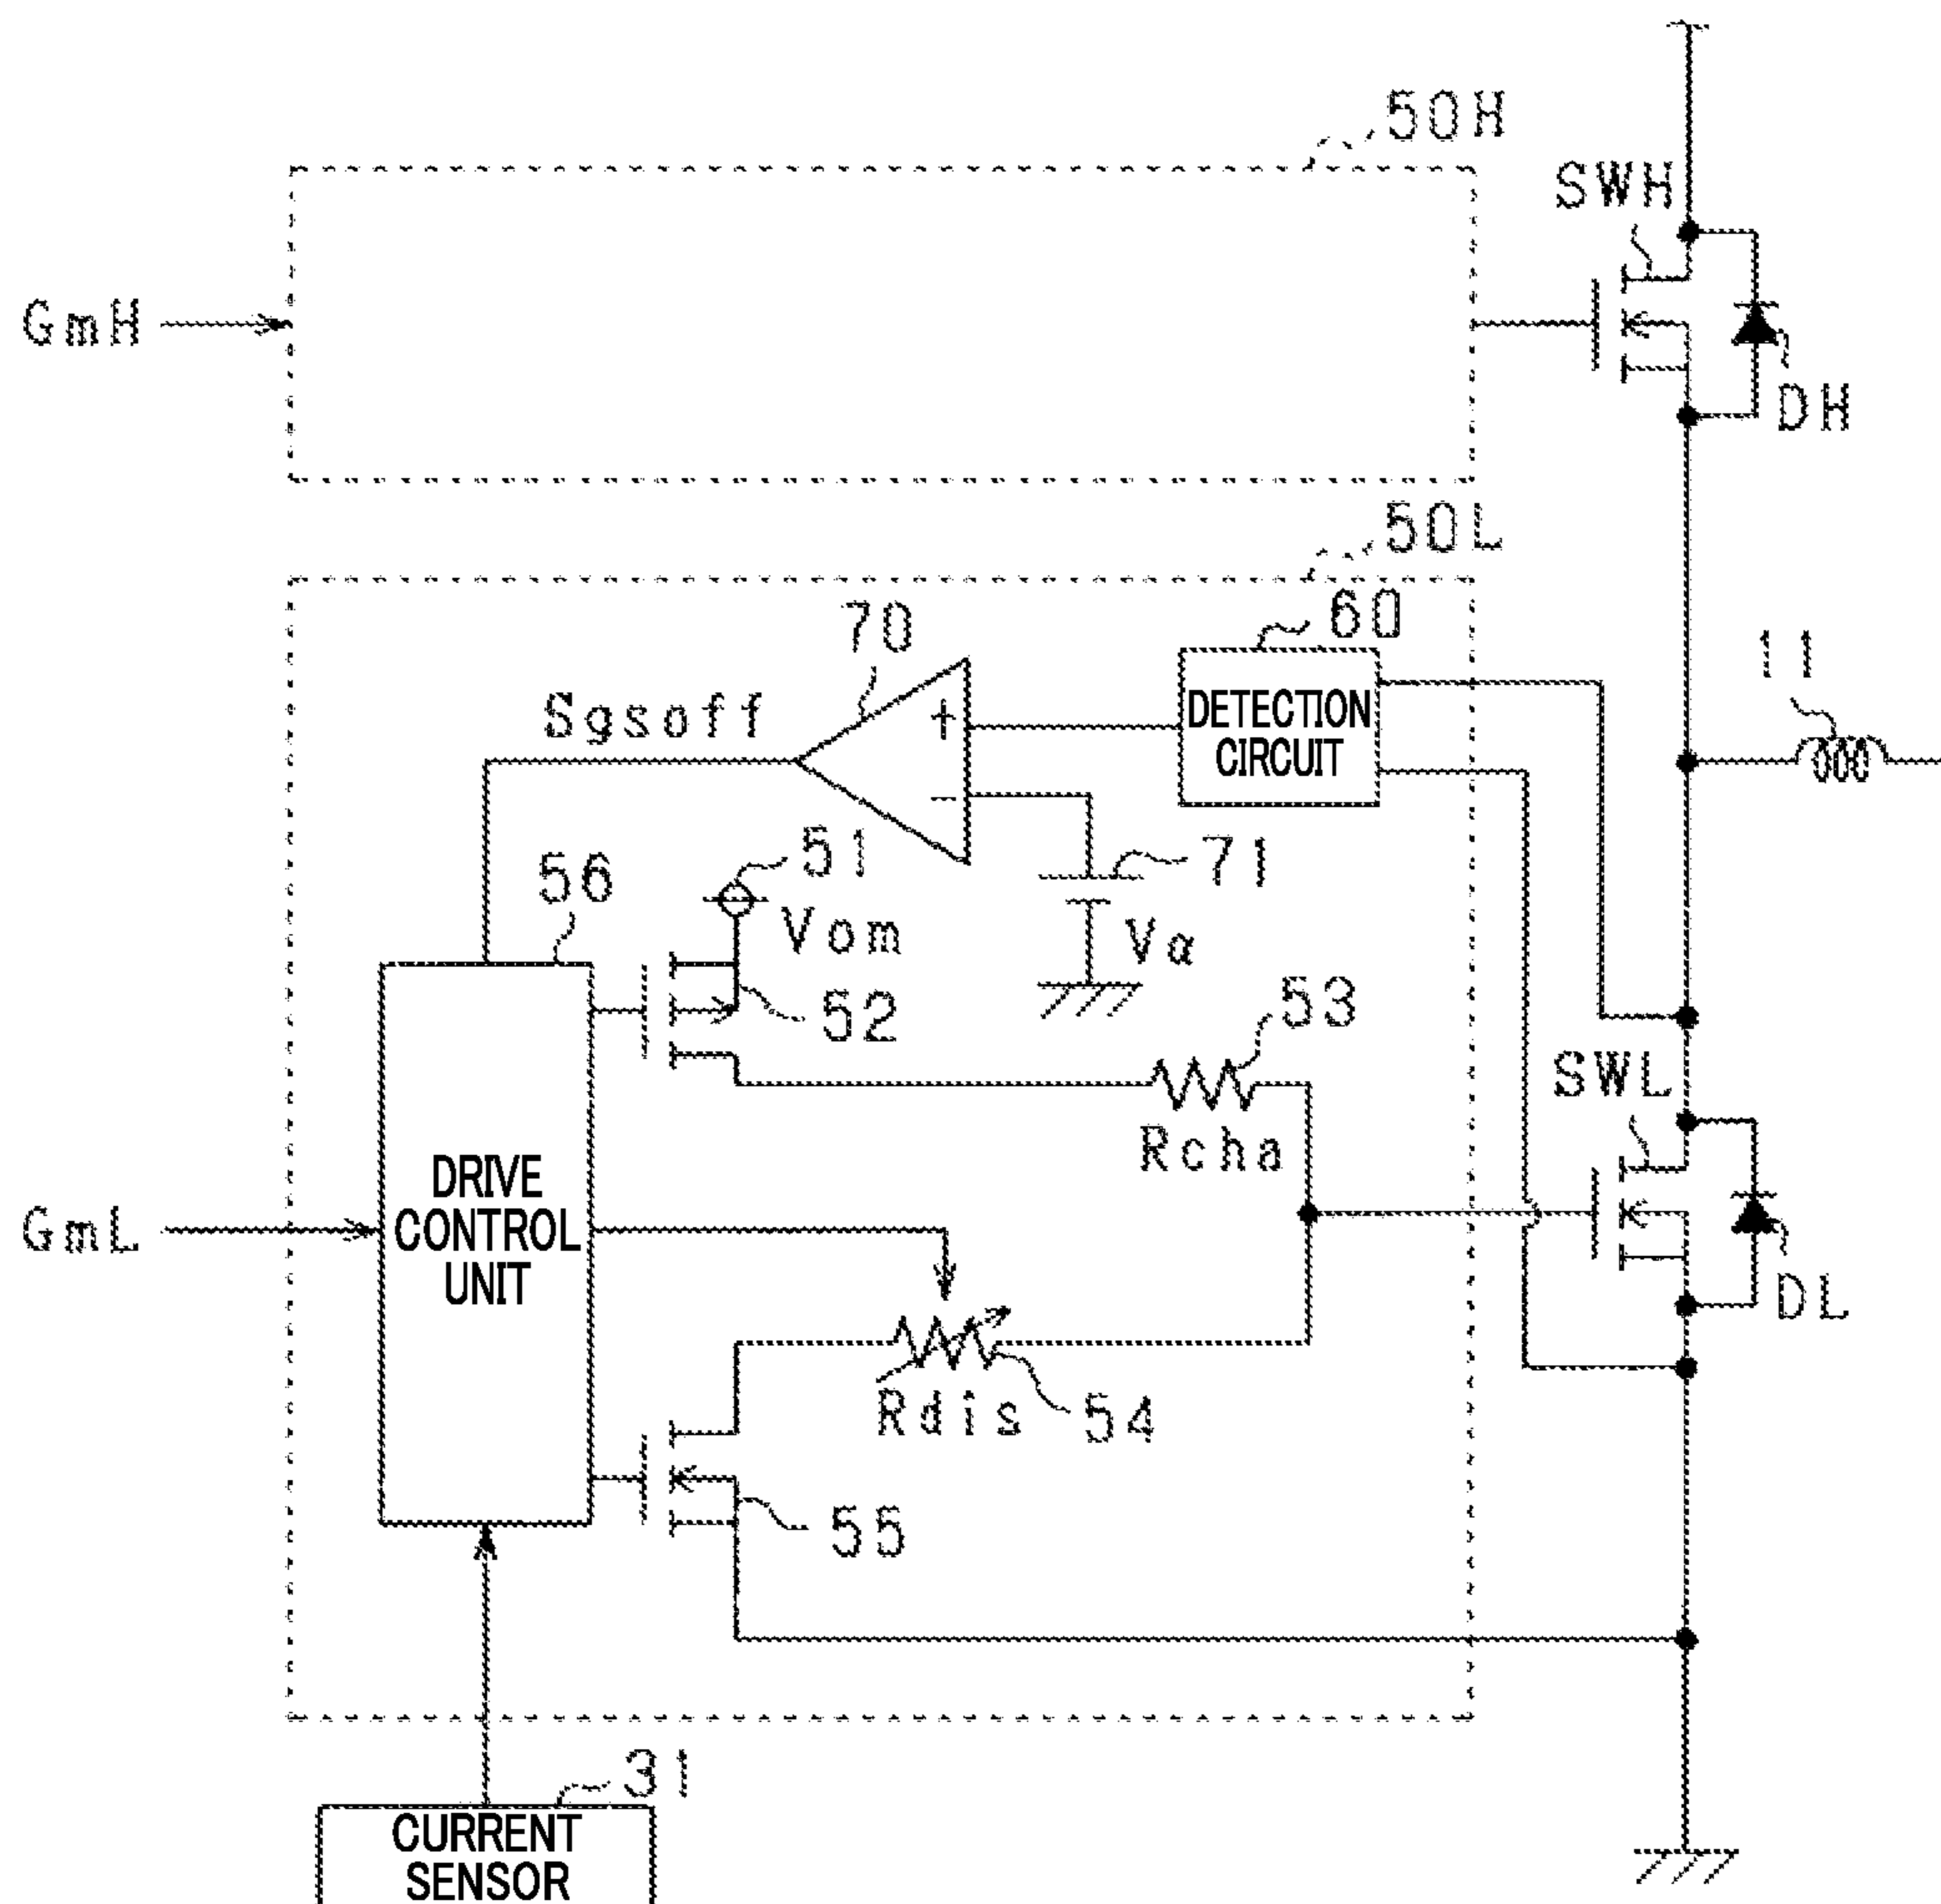 50H
SWH
GmH
DH
50L
70
60
11
Sgsoff
+
DETECTION
CIRCUIT
−
51
71
56
Vom
Vα
52
53
SWL
Rcha
DRIVE
CONTROL
UNIT
GmL
DL
Rdis
54
55
31
CURRENT
SENSOR